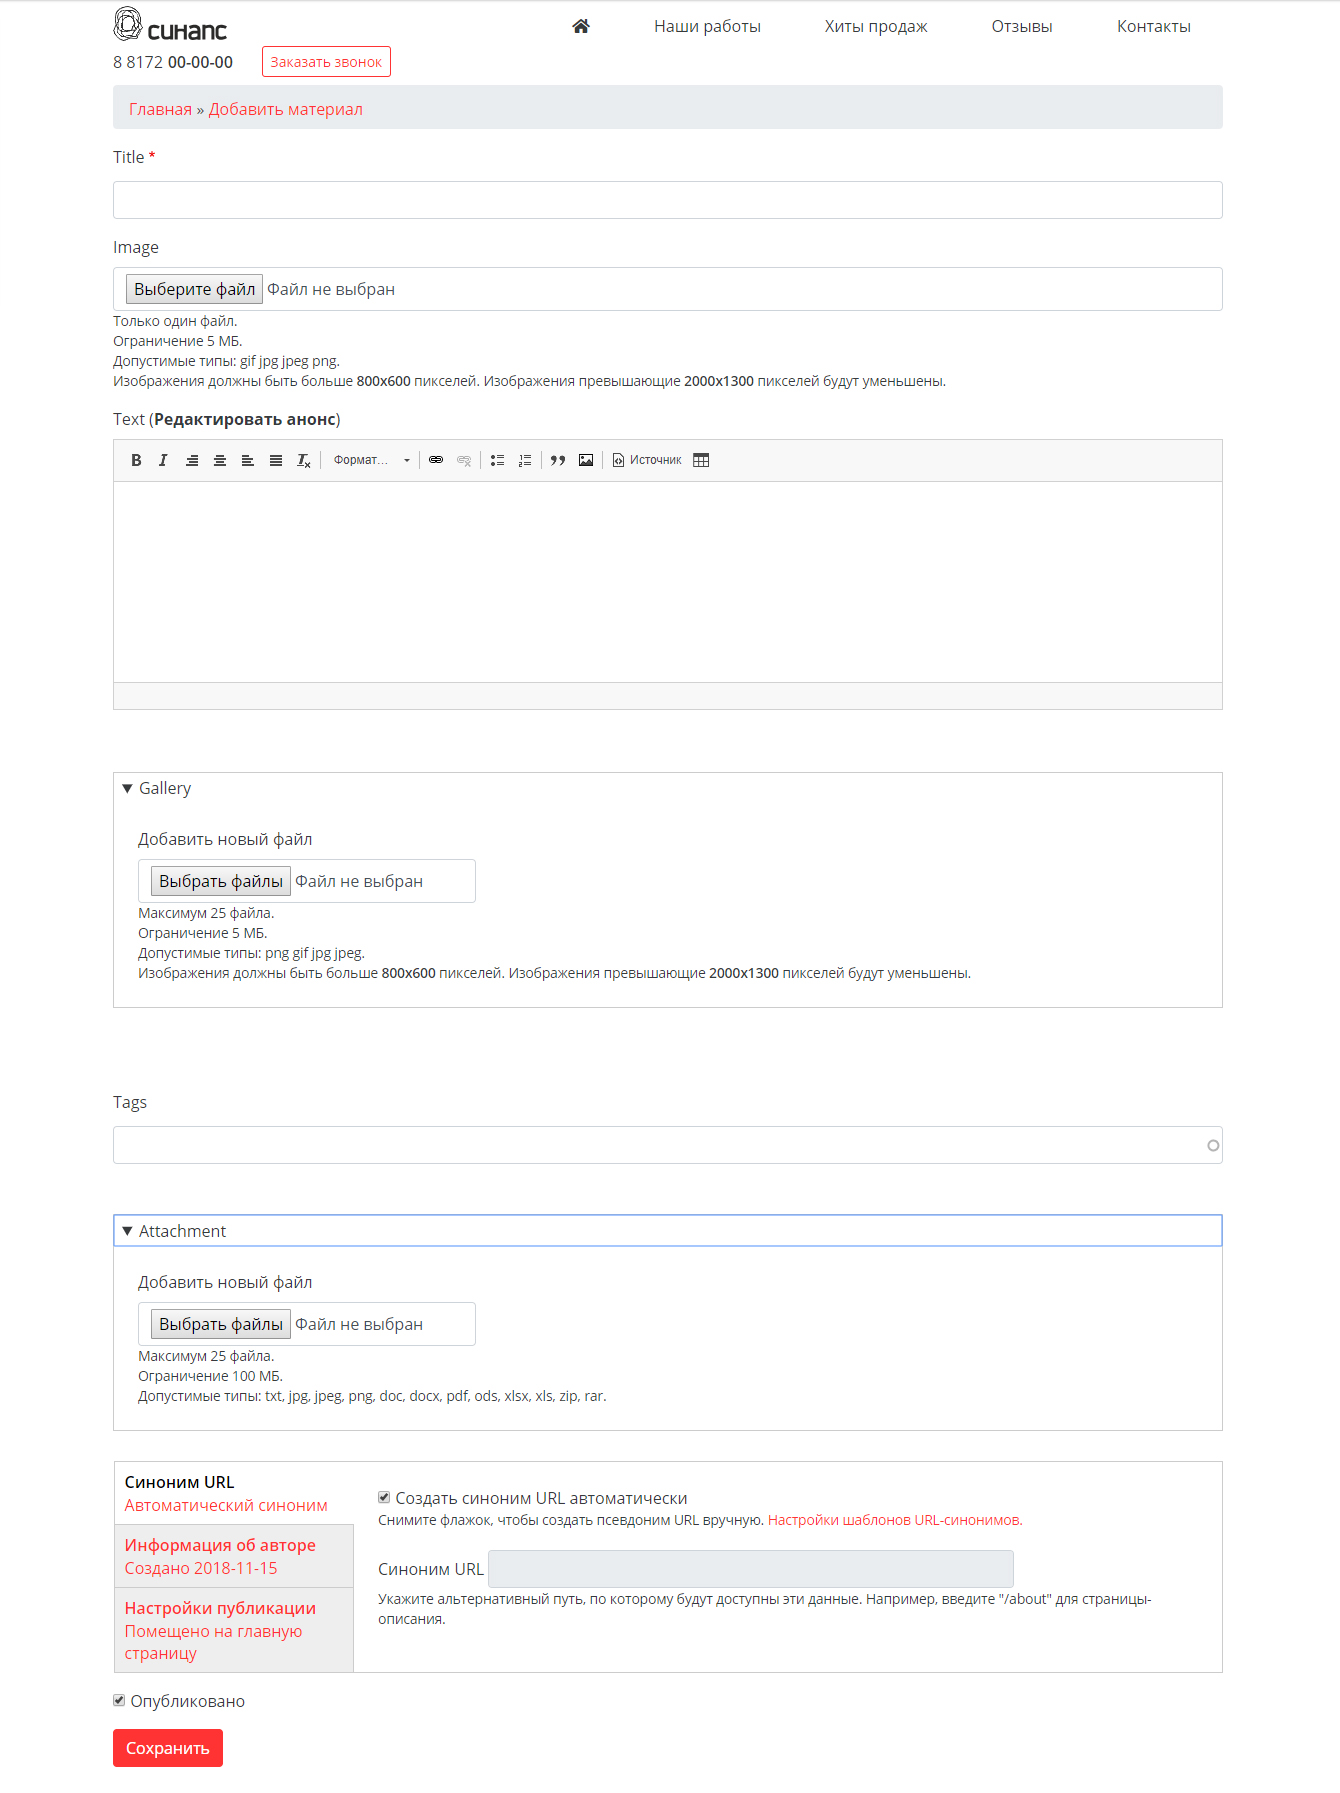 синапс
Наши работы
Хиты продаж
Отзывы
Контакты
8 8172 00-00-00
Заказать звонок
Главная » Добавить материал
Title *
Image
Выберите файл Файл не выбран
Только один файл.
Ограничение 5 МБ.
Допустимые типы: gif jpg jpeg png.
Изображения должны быть больше 800x600 пикселей. Изображения превышающие 2000x1300 пикселей будут уменьшены.
Text (Редактировать анонс)
Формат...
Источник
Gallery
Добавить новый файл
Выбрать файлы Файл не выбран
Максимум 25 файла.
Ограничение 5 МБ.
Допустимые типы: png gif jpg jpeg.
Изображения должны быть больше 800x600 пикселей. Изображения превышающие 2000x1300 пикселей будут уменьшены.
Tags
Attachment
Добавить новый файл
Выбрать файлы Файл не выбран
Максимум 25 файла.
Ограничение 100 МБ.
Допустимые типы: txt, jpg, jpeg, png, doc, docx, pdf, ods, xlsx, xls, zip, rar.
Синоним URL
Автоматический синоним
Информация об авторе
Создано 2018-11-15
Настройки публикации
Помещено на главную
страницу
Создать синоним URL автоматически
Снимите флажок, чтобы создать псевдоним URL вручную. Настройки шаблонов URL-синонимов.
Синоним URL
Укажите альтернативный путь, по которому будут доступны эти данные. Например, введите "/about" для страницы-
описания.
Опубликовано
Сохранить